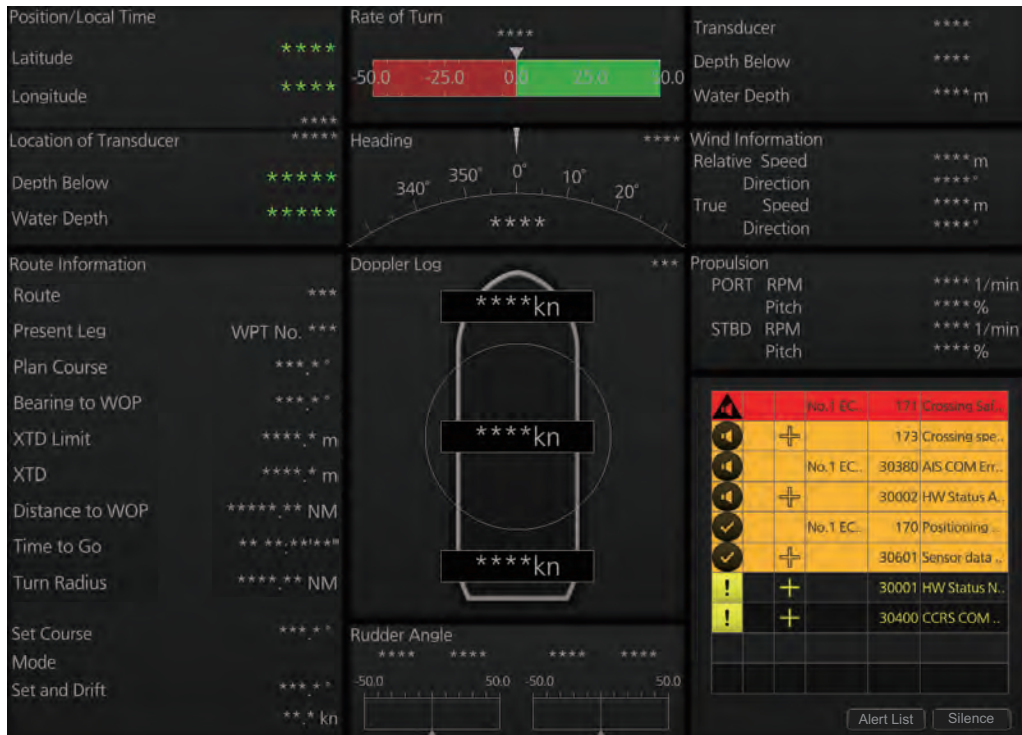 Position/Local Time
Latitude ****
Longitude ****
****
Location of Transducer *****
Depth Below *****
Water Depth *****
Route Information
Route ***
Present Leg WPT No. ***
Plan Course ***.*°
Bearing to WOP ***.*°
XTD Limit ****.* m
XTD ****.* m
Distance to WOP *****.** NM
Time to Go ** **:**'**"
Turn Radius ****.** NM
Set Course ***.*°
Mode
Set and Drift ***.*°
**.* kn
Rate of Turn
****
-50.0 -25.0 0.0 25.0
Heading ****
340° 350° 0° 10° 20°
****
Doppler Log ***
****kn
****kn
****kn
Rudder Angle
**** **** **** ****
-50.0 50.0 -50.0 50.0
Transducer ****
Depth Below ****
Water Depth ****m
Wind Information
Relative Speed ****m
Direction ****°
True Speed ****m
Direction ****°
Propulsion
PORT RPM ****1/min
Pitch ****%
STBD RPM ****1/min
Pitch ****%
No.1 EC.. 171 Crossing Saf..
173 Crossing spe..
No.1 EC.. 30380 AIS COM Err..
30002 HW Status A..
No.1 EC.. 170 Positioning ..
30601 Sensor data ..
! 30001 HW Status N..
! 30400 CCRS COM ..
Alert List Silence